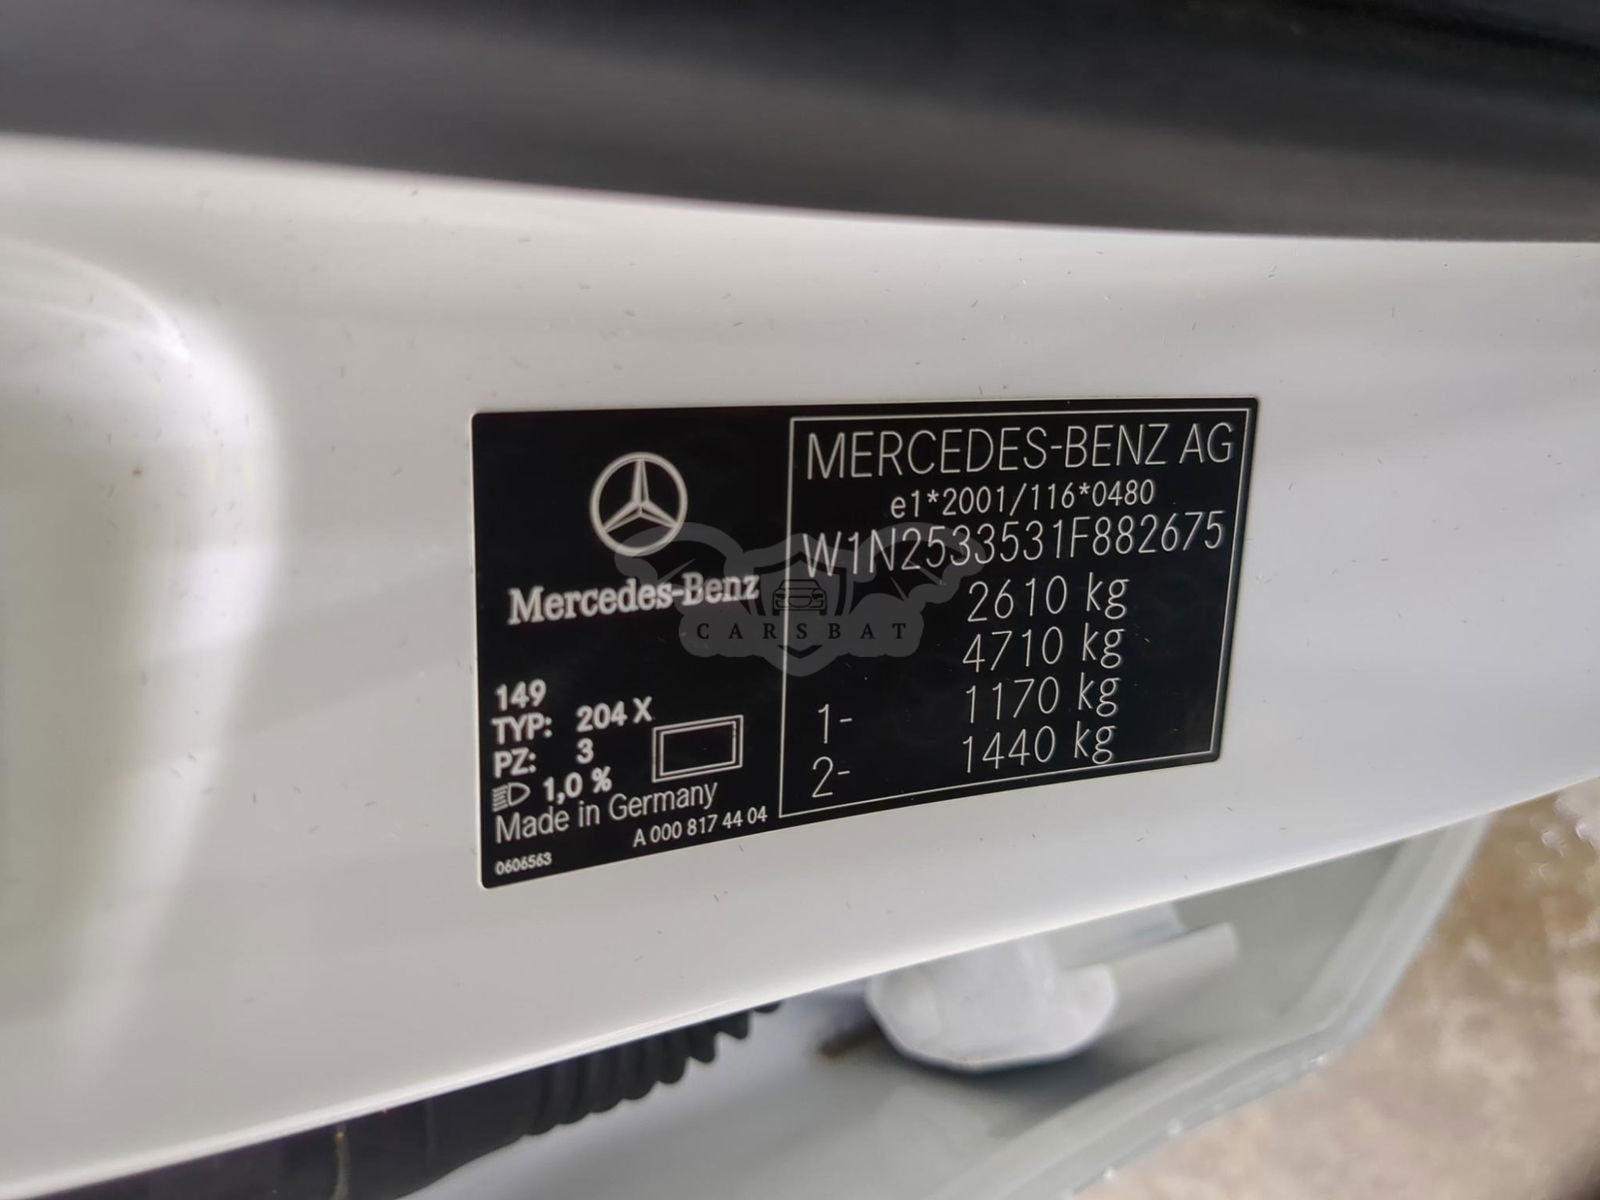 Mercedes-Benz
149
TYP: 204 X
PZ: 3
1,0 %
Made in Germany
A 000 817 44 04
0606563
MERCEDES-BENZ AG
e1*2001/116*0480
W1N2533531F882675
2610 kg
4710 kg
1- 1170 kg
2- 1440 kg
CARSBAT